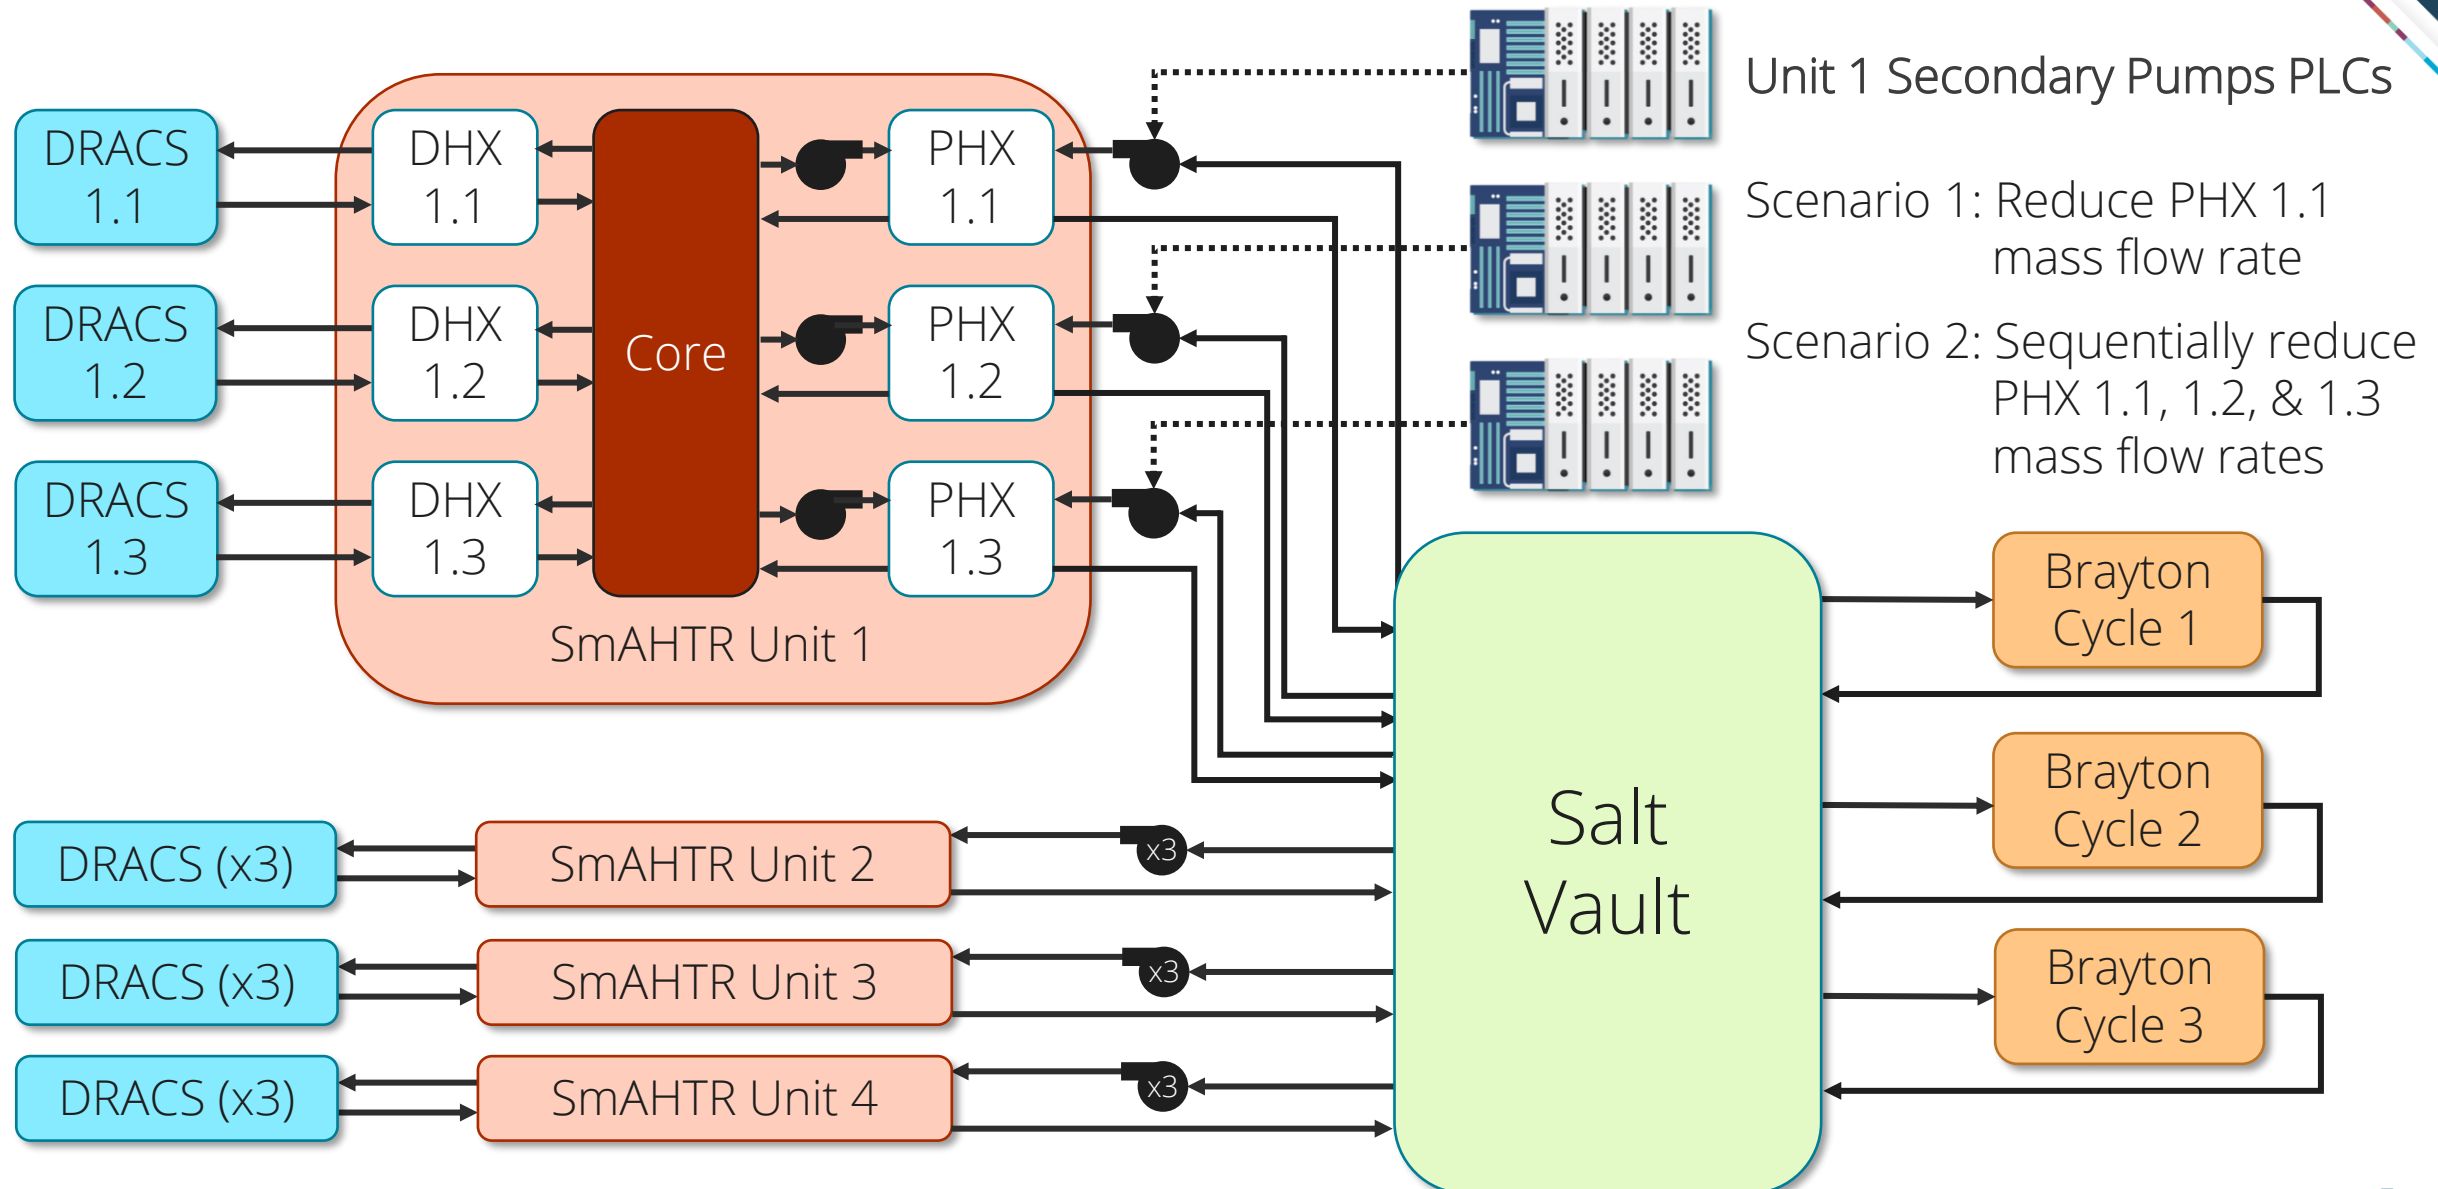 Unit 1 Secondary Pumps PLCs
Scenario 1: Reduce PHX 1.1
mass flow rate
Scenario 2: Sequentially reduce
PHX 1.1, 1.2, & 1.3
mass flow rates
DRACS
1.1
DHX
1.1
Core
PHX
1.1
DRACS
1.2
DHX
1.2
PHX
1.2
DRACS
1.3
DHX
1.3
PHX
1.3
SmAHTR Unit 1
DRACS (x3)
SmAHTR Unit 2
x3
DRACS (x3)
SmAHTR Unit 3
x3
DRACS (x3)
SmAHTR Unit 4
x3
Salt
Vault
Brayton
Cycle 1
Brayton
Cycle 2
Brayton
Cycle 3